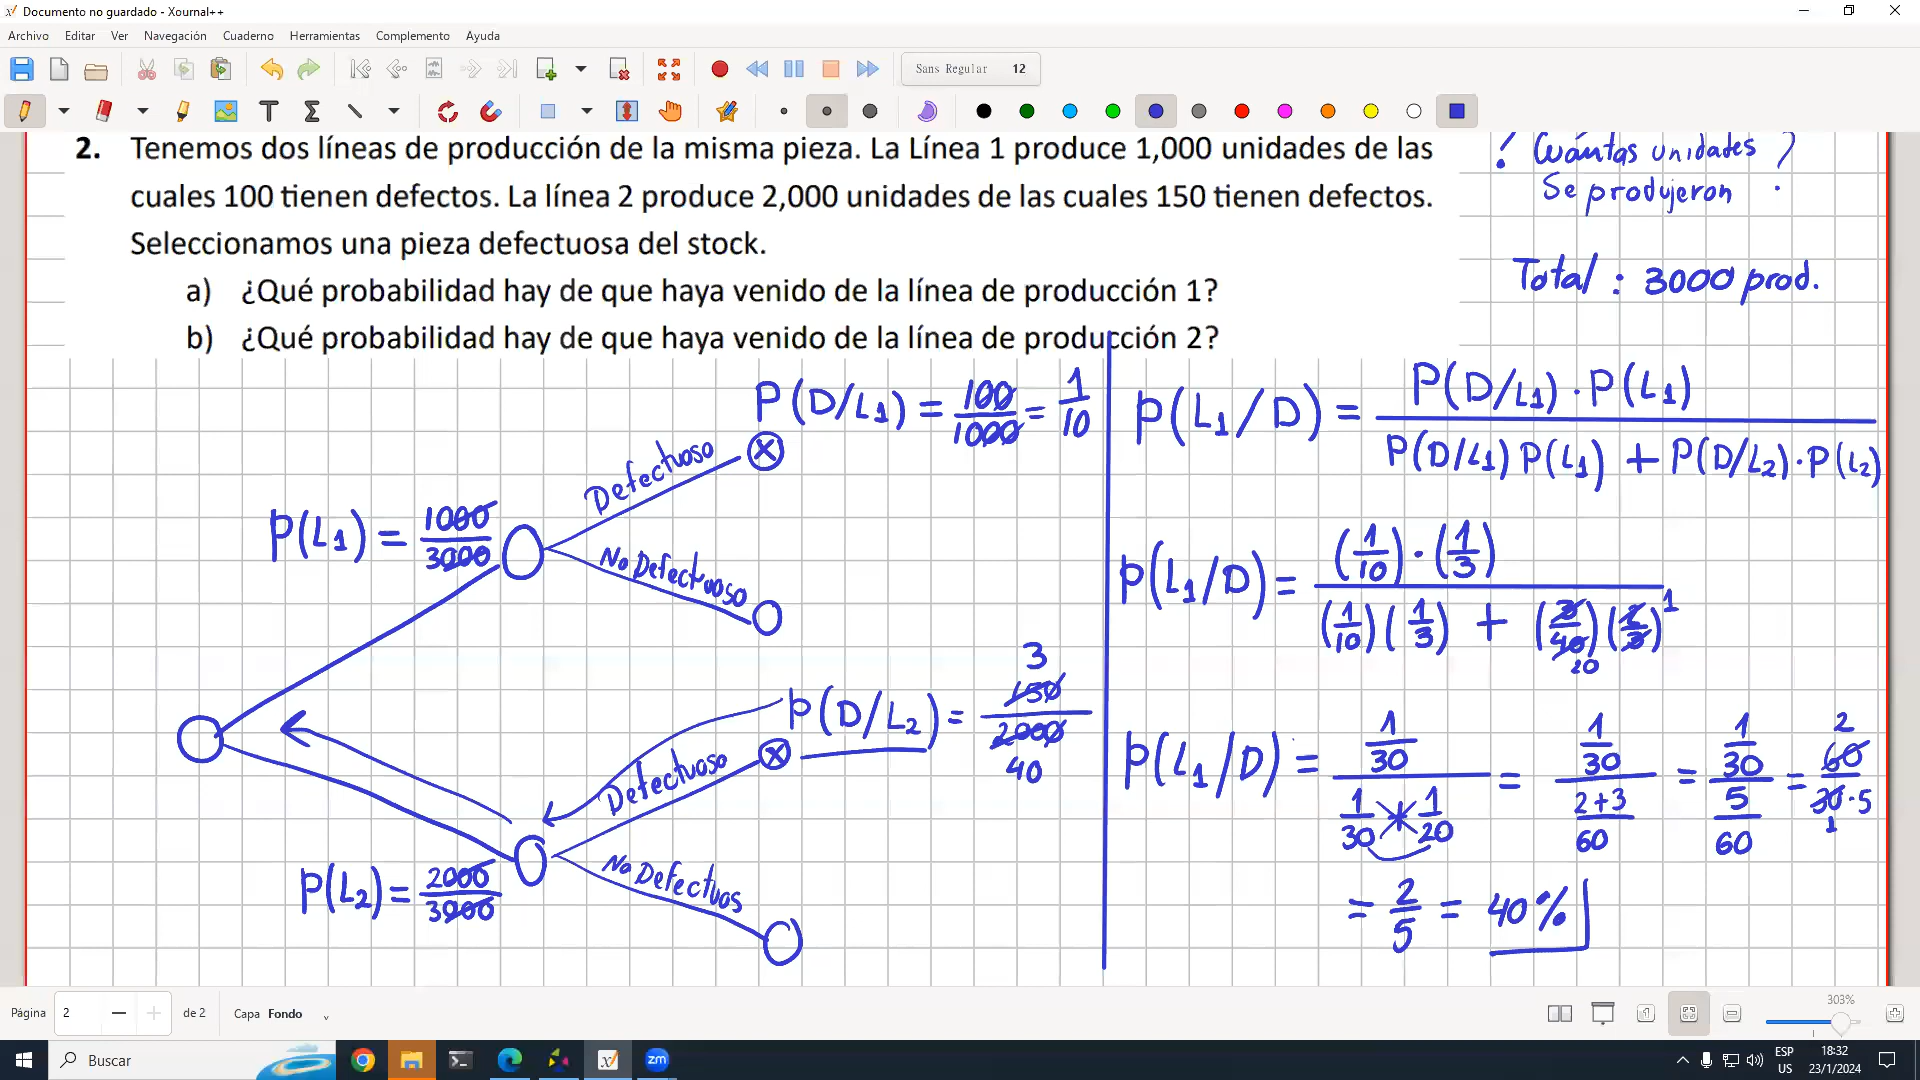 Documento no guardado - Xournal++
Archivo Editar Ver Navegación Cuaderno Herramientas Complemento Ayuda
Sans Regular 12
2. Tenemos dos líneas de producción de la misma pieza. La Línea 1 produce 1,000 unidades de las
cuales 100 tienen defectos. La línea 2 produce 2,000 unidades de las cuales 150 tienen defectos.
Seleccionamos una pieza defectuosa del stock.
a) ¿Qué probabilidad hay de que haya venido de la línea de producción 1?
b) ¿Qué probabilidad hay de que haya venido de la línea de producción 2?
¿ Cuántas unidades ?
Se produjeron
Total : 3000 prod.
P(D/L1) = 100/1000 = 1/10
Defectuoso
P(L1) = 1000/3000
No Defectuoso
P(D/L2) = 150/2000
3
40
Defectuoso
P(L2) = 2000/3000
No Defectuos
P(L1/D) = P(D/L1) · P(L1) / P(D/L1) P(L1) + P(D/L2) · P(L2)
P(L1/D) = (1/10) · (1/3) / (1/10)(1/3) + (3/40)(2/3) 1
20
P(L1/D) = 1/30 / 1/30 + 1/20 = 1/30 / 2+3/60 = 1/30 / 5/60 = 60/30·5
2
1
= 2/5 = 40%
Página 2 de 2 Capa Fondo
303%
Buscar
zm
ESP
US
18:32
23/1/2024